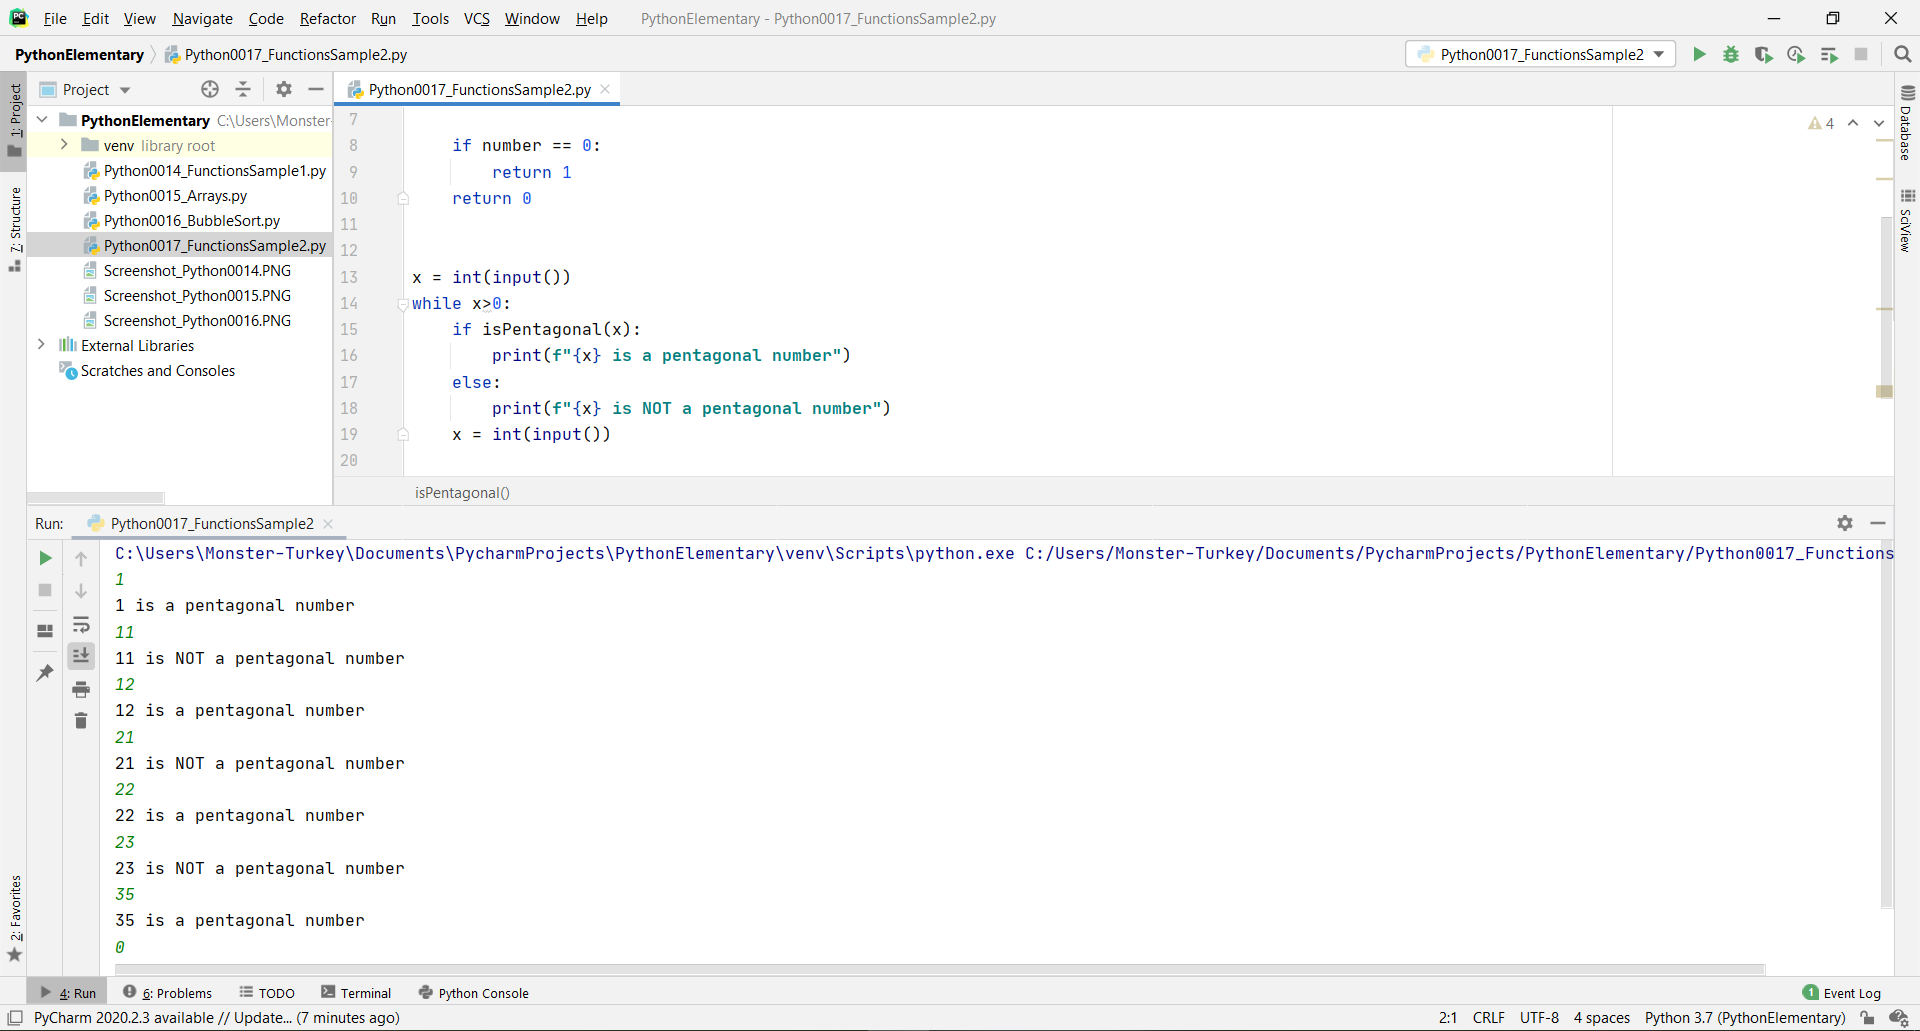 File Edit View Navigate Code Refactor Run Tools VCS Window Help PythonElementary - Python0017_FunctionsSample2.py
PythonElementary Python0017_FunctionsSample2.py Python0017_FunctionsSample2
1: Project
7: Structure
2: Favorites
Project
PythonElementary C:\Users\Monster-
venv library root
Python0014_FunctionsSample1.py
Python0015_Arrays.py
Python0016_BubbleSort.py
Python0017_FunctionsSample2.py
Screenshot_Python0014.PNG
Screenshot_Python0015.PNG
Screenshot_Python0016.PNG
External Libraries
Scratches and Consoles
Python0017_FunctionsSample2.py
4
7
8 if number == 0:
9 return 1
10 return 0
11
12
13 x = int(input())
14 while x>0:
15 if isPentagonal(x):
16 print(f"{x} is a pentagonal number")
17 else:
18 print(f"{x} is NOT a pentagonal number")
19 x = int(input())
20
isPentagonal()
Database
SciView
Run: Python0017_FunctionsSample2
C:\Users\Monster-Turkey\Documents\PycharmProjects\PythonElementary\venv\Scripts\python.exe C:/Users/Monster-Turkey/Documents/PycharmProjects/PythonElementary/Python0017_Functions
1
1 is a pentagonal number
11
11 is NOT a pentagonal number
12
12 is a pentagonal number
21
21 is NOT a pentagonal number
22
22 is a pentagonal number
23
23 is NOT a pentagonal number
35
35 is a pentagonal number
0
4: Run 6: Problems TODO Terminal Python Console 1 Event Log
PyCharm 2020.2.3 available // Update... (7 minutes ago) 2:1 CRLF UTF-8 4 spaces Python 3.7 (PythonElementary)